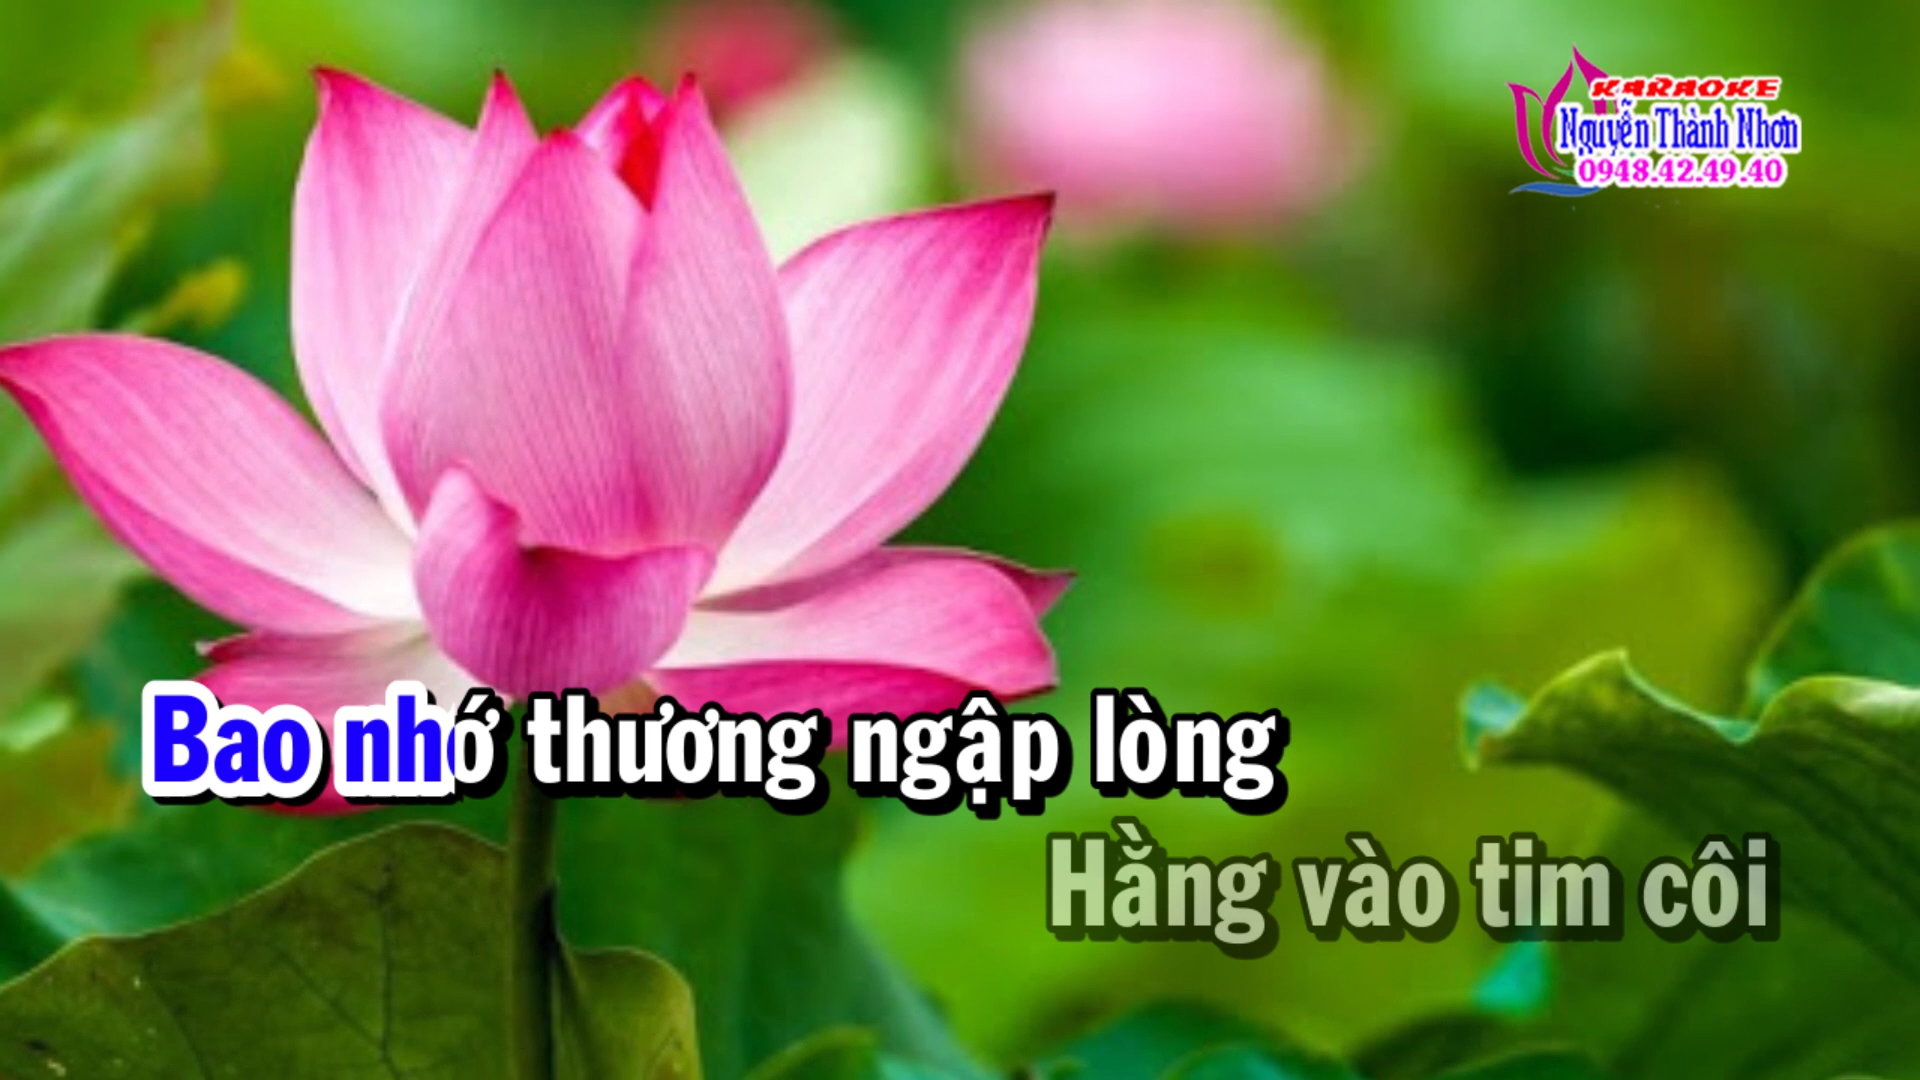 KARAOKE
Nguyễn Thành Nhơn
0948.42.49.40
Bao nhớ thương ngập lòng
Hằng vào tim côi